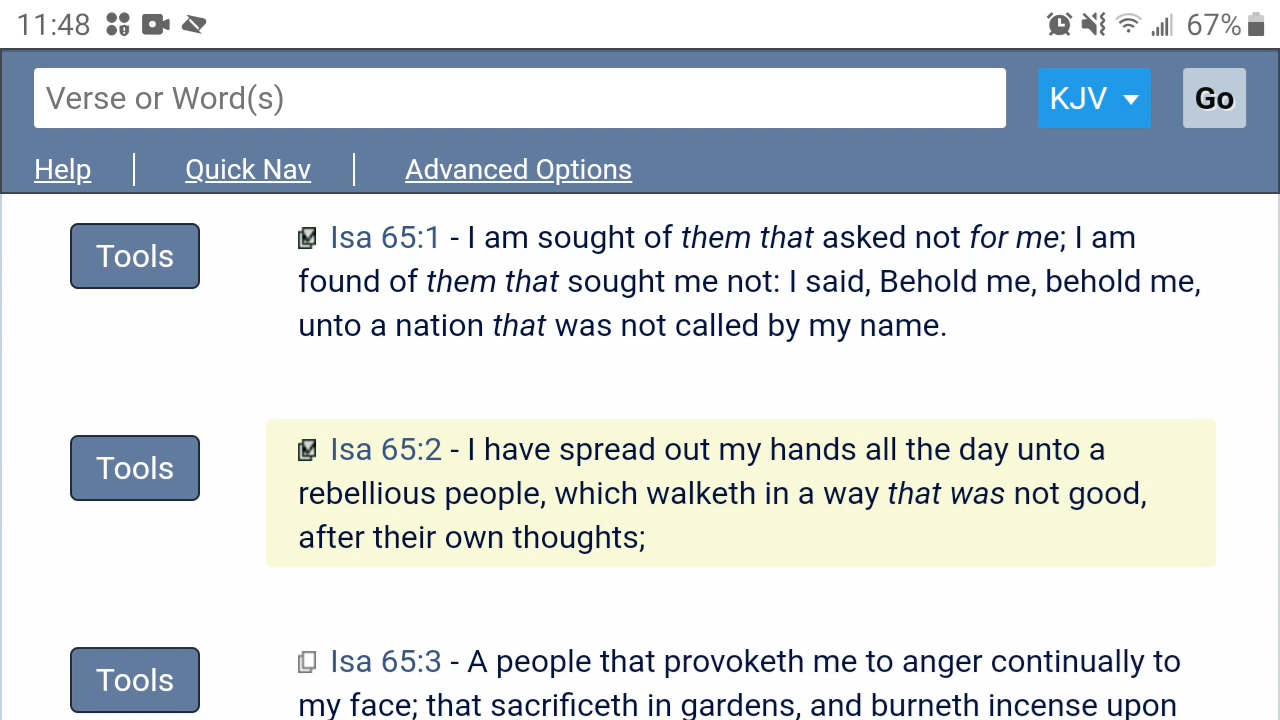 11:48 67%
Verse or Word(s) KJV Go
Help Quick Nav Advanced Options
Tools Isa 65:1 - I am sought of them that asked not for me; I am
found of them that sought me not: I said, Behold me, behold me,
unto a nation that was not called by my name.
Tools Isa 65:2 - I have spread out my hands all the day unto a
rebellious people, which walketh in a way that was not good,
after their own thoughts;
Tools Isa 65:3 - A people that provoketh me to anger continually to
my face; that sacrificeth in gardens, and burneth incense upon